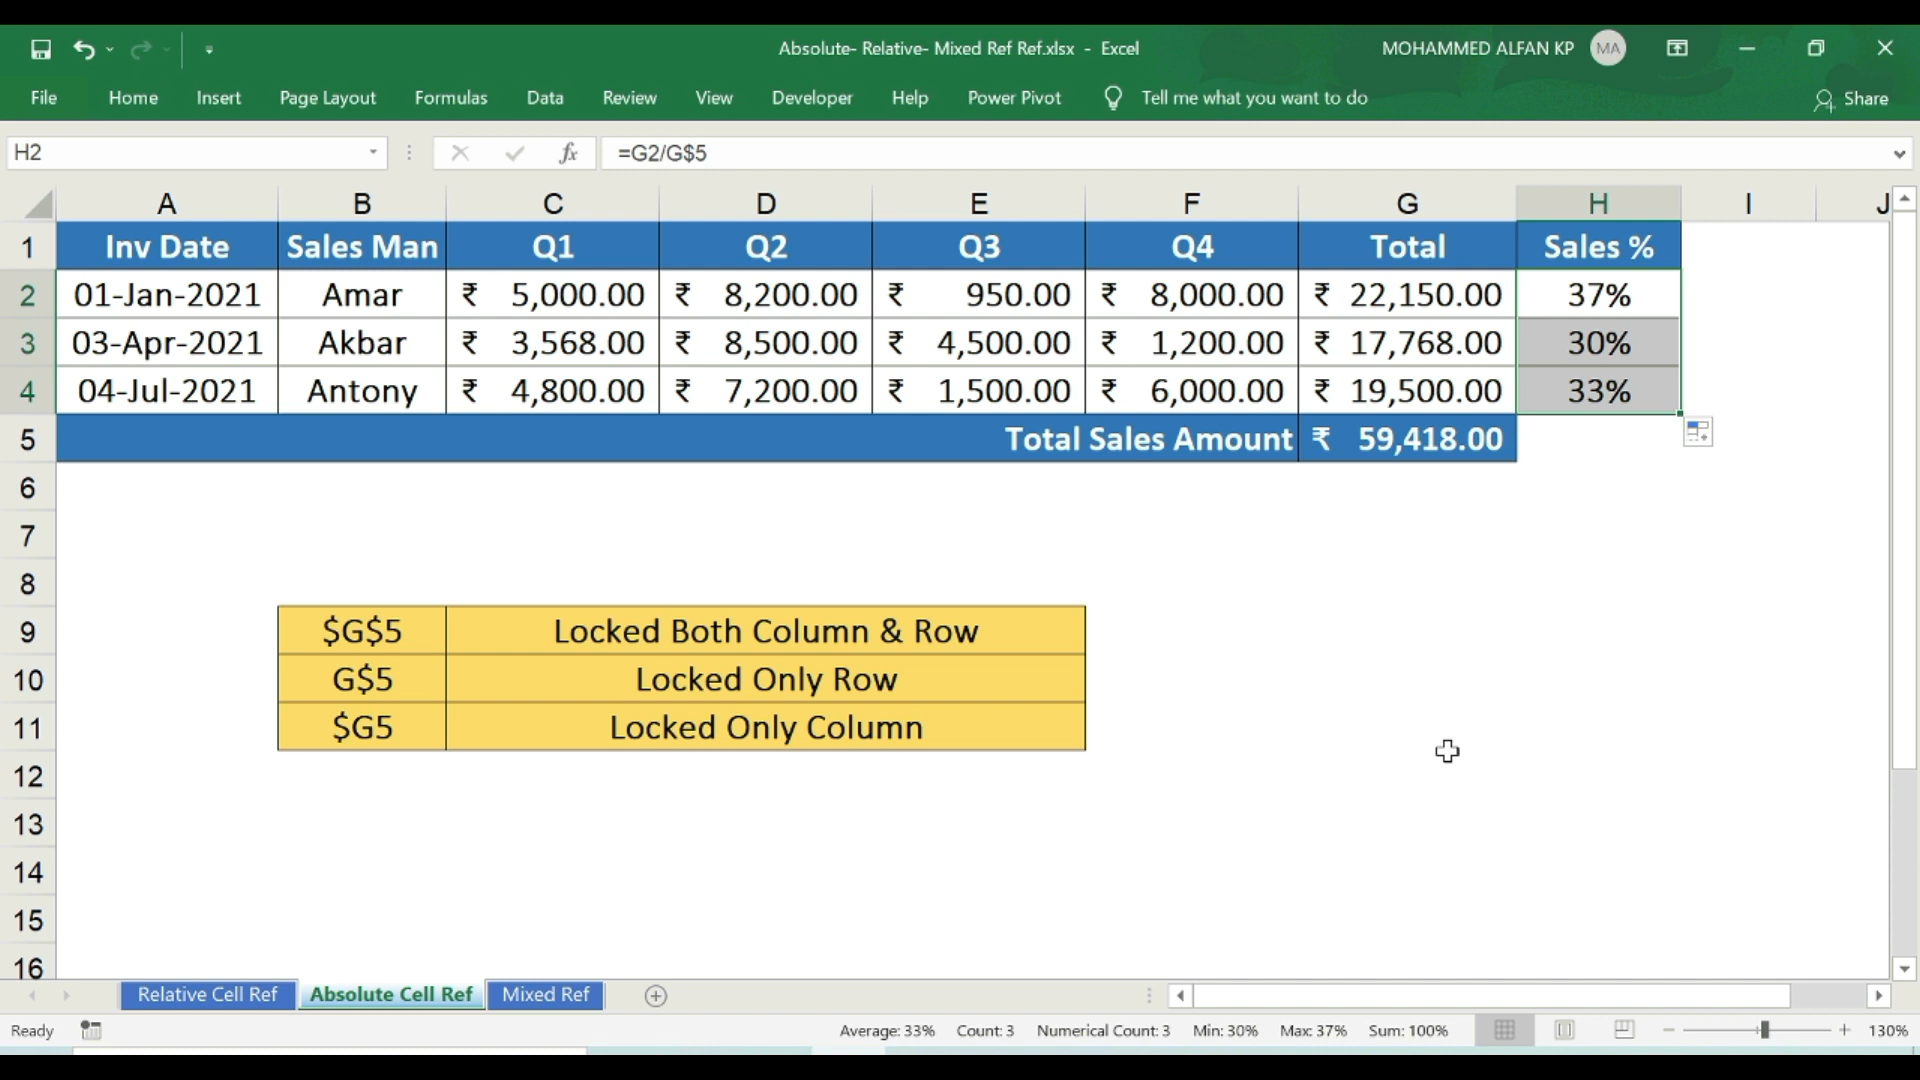 Absolute- Relative- Mixed Ref Ref.xlsx - Excel MOHAMMED ALFAN KP MA
File Home Insert Page Layout Formulas Data Review View Developer Help Power Pivot Tell me what you want to do Share
H2 fx =G2/G$5
A B C D E F G H I J
1 Inv Date Sales Man Q1 Q2 Q3 Q4 Total Sales %
2 01-Jan-2021 Amar ₹ 5,000.00 ₹ 8,200.00 ₹ 950.00 ₹ 8,000.00 ₹ 22,150.00 37%
3 03-Apr-2021 Akbar ₹ 3,568.00 ₹ 8,500.00 ₹ 4,500.00 ₹ 1,200.00 ₹ 17,768.00 30%
4 04-Jul-2021 Antony ₹ 4,800.00 ₹ 7,200.00 ₹ 1,500.00 ₹ 6,000.00 ₹ 19,500.00 33%
5 Total Sales Amount ₹ 59,418.00
6
7
8
9 $G$5 Locked Both Column & Row
10 G$5 Locked Only Row
11 $G5 Locked Only Column
12
13
14
15
16
Relative Cell Ref Absolute Cell Ref Mixed Ref
Ready Average: 33% Count: 3 Numerical Count: 3 Min: 30% Max: 37% Sum: 100% 130%